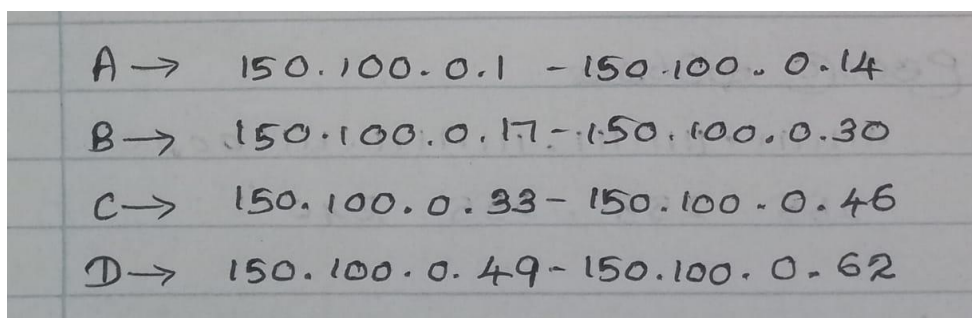 A → 150.100.0.1 - 150.100.0.14
B → 150.100.0.17 - 150.100.0.30
C → 150.100.0.33 - 150.100.0.46
D → 150.100.0.49 - 150.100.0.62